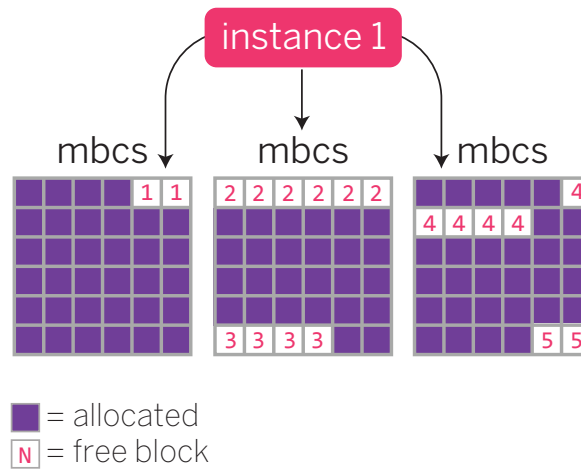 instance 1
mbcs mbcs mbcs
1 1 2 2 2 2 2 2 4
4 4 4 4
3 3 3 3 5 5
= allocated
N = free block